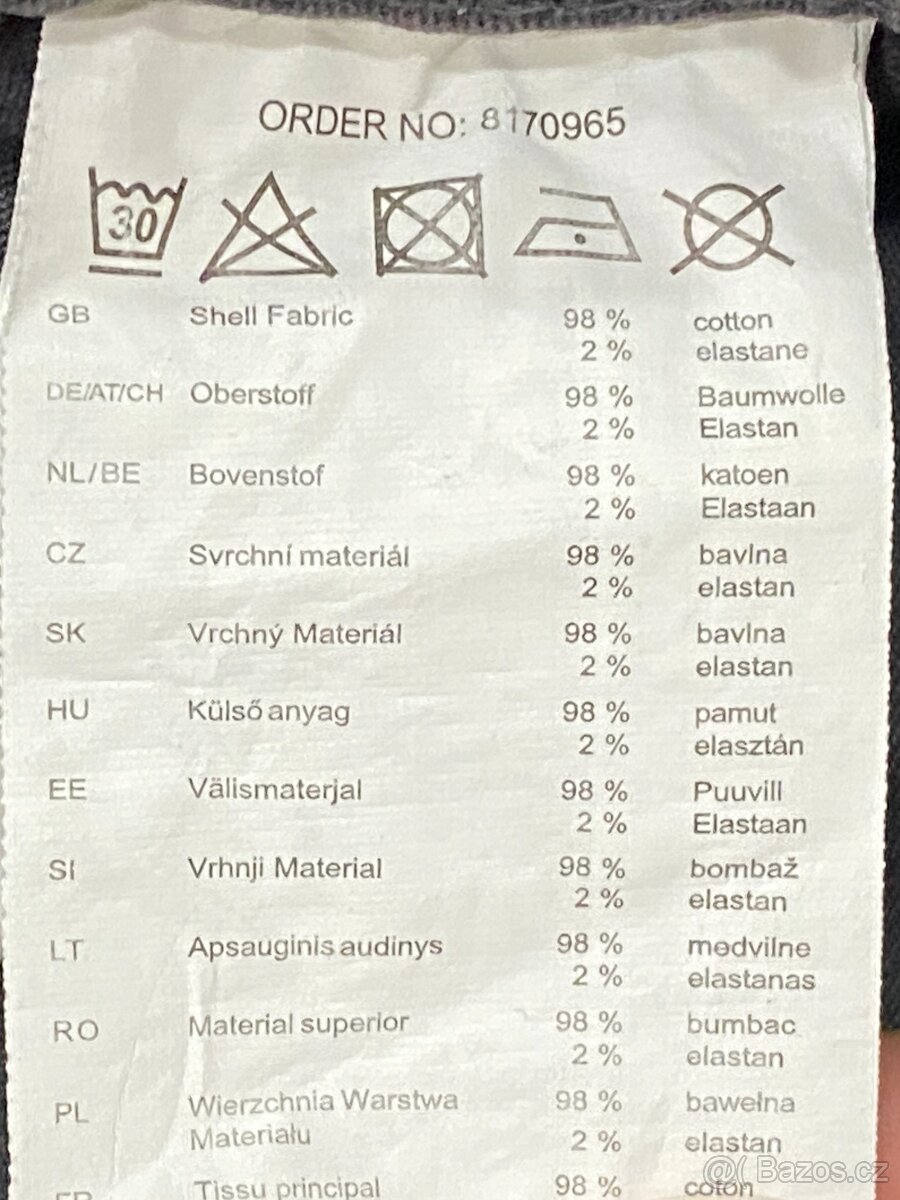 ORDER NO: 8170965
30
GB Shell Fabric 98 % cotton
2 % elastane
DE/AT/CH Oberstoff 98 % Baumwolle
2 % Elastan
NL/BE Bovenstof 98 % katoen
2 % Elastaan
CZ Svrchní materiál 98 % bavlna
2 % elastan
SK Vrchný Materiál 98 % bavlna
2 % elastan
HU Külső anyag 98 % pamut
2 % elasztán
EE Välismaterjal 98 % Puuvill
2 % Elastaan
SI Vrhnji Material 98 % bombaž
2 % elastan
LT Apsauginis audinys 98 % medvilne
2 % elastanas
RO Material superior 98 % bumbac
2 % elastan
PL Wierzchnia Warstwa 98 % bawełna
Materiału 2 % elastan
FR Tissu principal 98 % coton
Bazos.cz